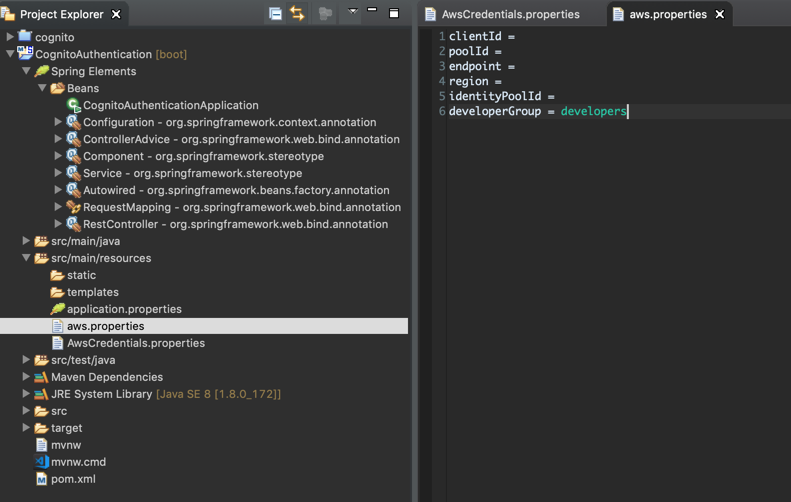 Project Explorer
cognito
CognitoAuthentication [boot]
Spring Elements
Beans
CognitoAuthenticationApplication
Configuration - org.springframework.context.annotation
ControllerAdvice - org.springframework.web.bind.annotation
Component - org.springframework.stereotype
Service - org.springframework.stereotype
Autowired - org.springframework.beans.factory.annotation
RequestMapping - org.springframework.web.bind.annotation
RestController - org.springframework.web.bind.annotation
src/main/java
src/main/resources
static
templates
application.properties
aws.properties
AwsCredentials.properties
src/test/java
Maven Dependencies
JRE System Library [Java SE 8 [1.8.0_172]]
src
target
mvnw
mvnw.cmd
pom.xml
AwsCredentials.properties
aws.properties
1 clientId =
2 poolId =
3 endpoint =
4 region =
5 identityPoolId =
6 developerGroup = developers